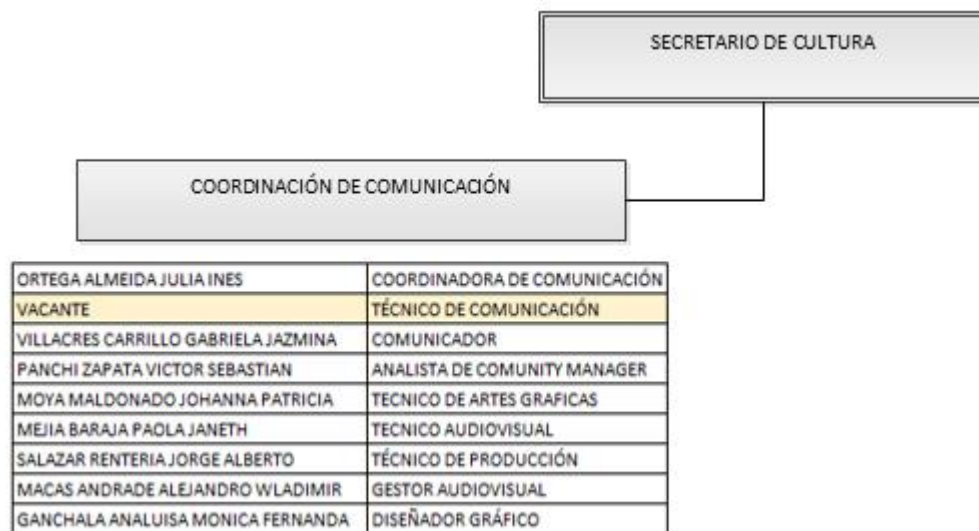 SECRETARIO DE CULTURA
COORDINACIÓN DE COMUNICACIÓN
ORTEGA ALMEIDA JULIA INES COORDINADORA DE COMUNICACIÓN
VACANTE TÉCNICO DE COMUNICACIÓN
VILLACRES CARRILLO GABRIELA JAZMINA COMUNICADOR
PANCHI ZAPATA VICTOR SEBASTIAN ANALISTA DE COMUNITY MANAGER
MOYA MALDONADO JOHANNA PATRICIA TECNICO DE ARTES GRAFICAS
MEJIA BARAJA PAOLA JANETH TECNICO AUDIOVISUAL
SALAZAR RENTERIA JORGE ALBERTO TÉCNICO DE PRODUCCIÓN
MACAS ANDRADE ALEJANDRO WLADIMIR GESTOR AUDIOVISUAL
GANCHALA ANALUISA MONICA FERNANDA DISEÑADOR GRÁFICO